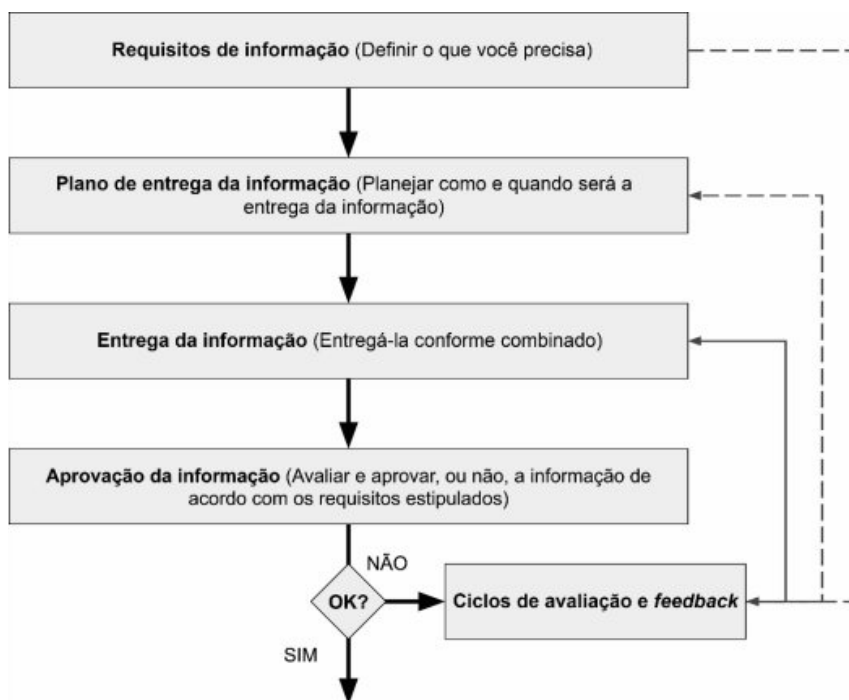 Requisitos de informação (Definir o que você precisa)
Plano de entrega da informação (Planejar como e quando será a
entrega da informação)
Entrega da informação (Entregá-la conforme combinado)
Aprovação da informação (Avaliar e aprovar, ou não, a informação de
acordo com os requisitos estipulados)
NÃO
OK?
Ciclos de avaliação e feedback
SIM